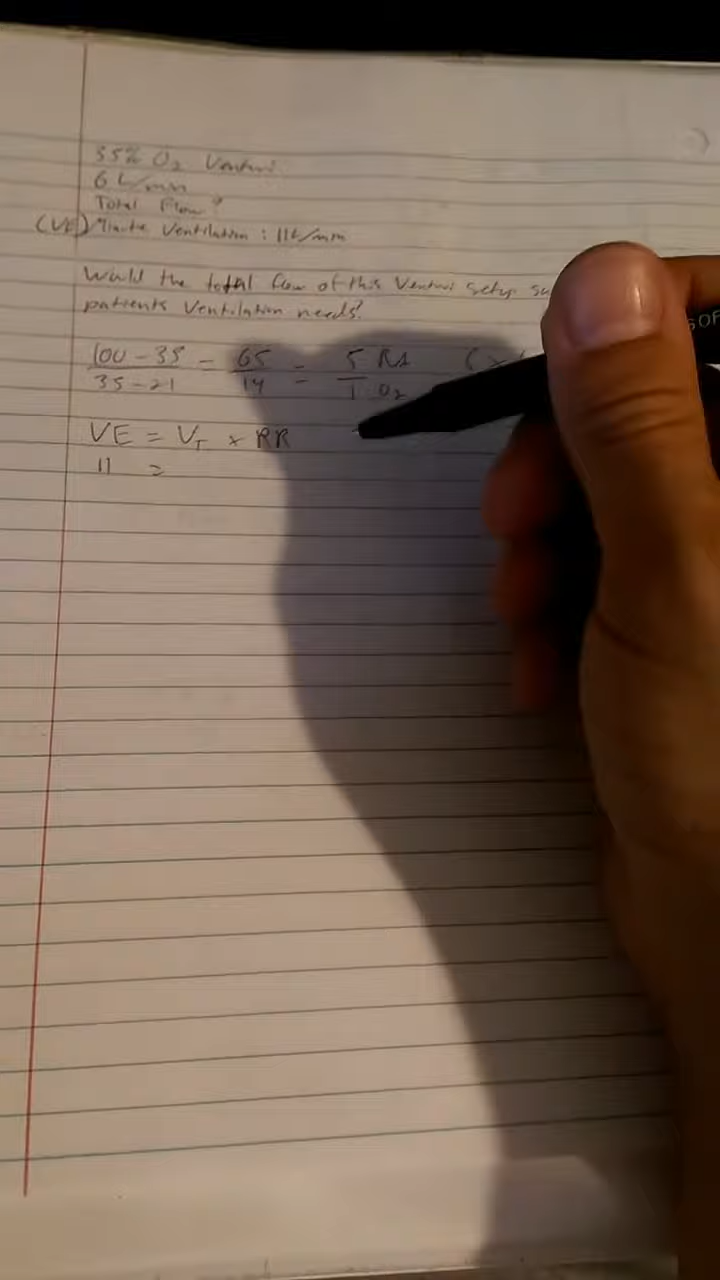 35% O2 Venturi
6 L/min
Total Flow?
(VE) Minute Ventilation : 11L/min
Would the total flow of this Venturi setup
patients Ventilation needs?
100 - 35 = 65 = 5 RA
35 - 21 14 1 O2
VE = VT x RR
11 =